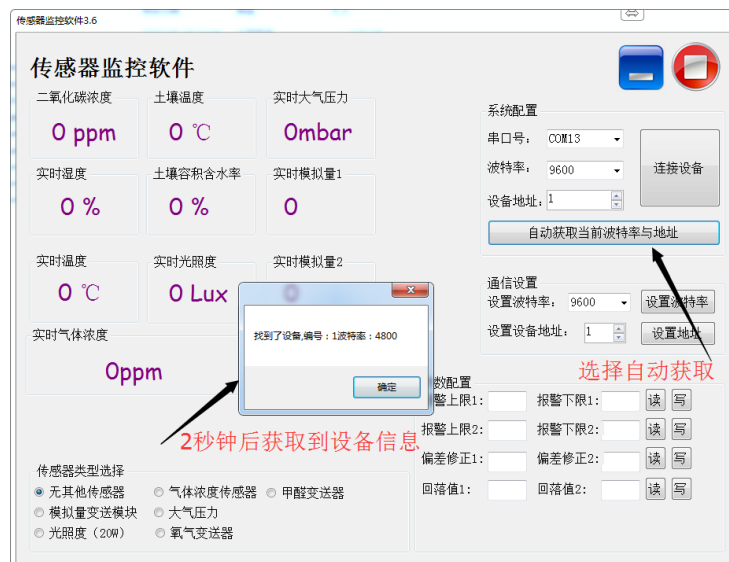 传感器监控软件3.6
传感器监控软件
二氧化碳浓度 土壤温度 实时大气压力
0 ppm 0 ℃ 0mbar
实时湿度 土壤容积含水率 实时模拟量1
0 % 0 % 0
实时温度 实时光照度 实时模拟量2
0 ℃ 0 Lux 0
实时气体浓度
0ppm
系统配置
串口号: COM13
波特率: 9600
设备地址: 1
连接设备
自动获取当前波特率与地址
通信设置
设置波特率: 9600 设置波特率
设置设备地址: 1 设置地址
选择自动获取
找到了设备,编号:1波特率:4800
确定
2秒钟后获取到设备信息
数配置
警上限1: 报警下限1: 读 写
报警上限2: 报警下限2: 读 写
偏差修正1: 偏差修正2: 读 写
回落值1: 回落值2: 读 写
传感器类型选择
无其他传感器 气体浓度传感器 甲醛变送器
模拟量变送模块 大气压力
光照度(20W) 氧气变送器